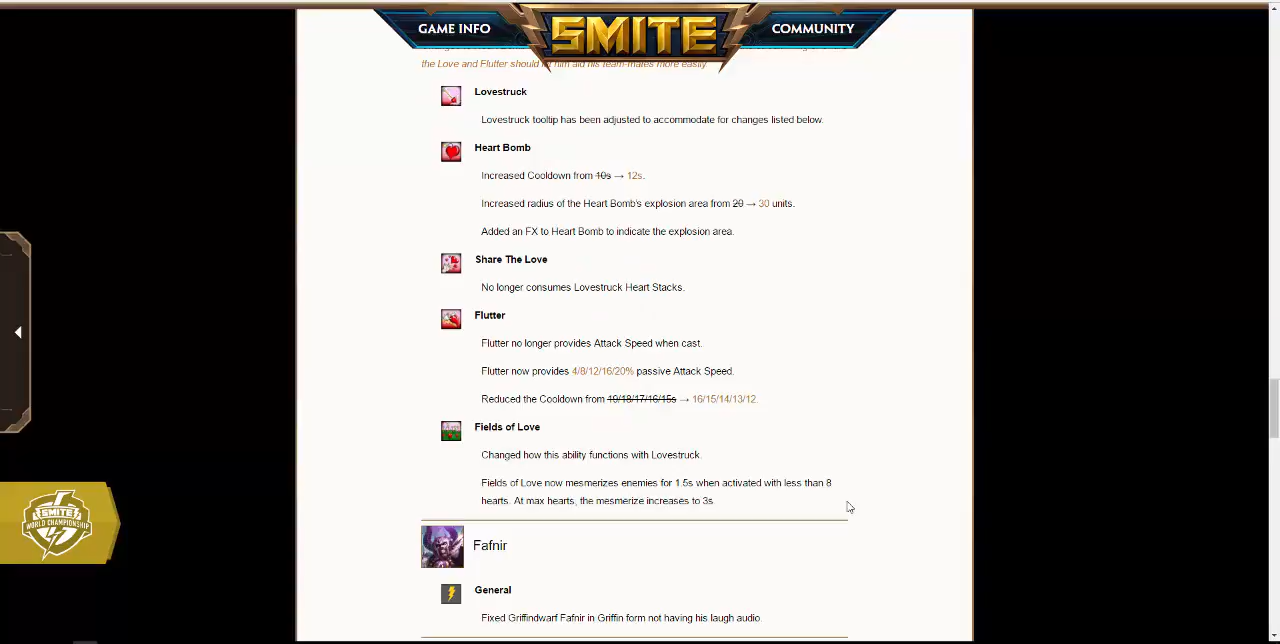 GAME INFO
SMITE
COMMUNITY
the Love and Flutter should him aid his team-mates more easily
Lovestruck
Lovestruck tooltip has been adjusted to accommodate for changes listed below.
Heart Bomb
Increased Cooldown from 10s → 12s.
Increased radius of the Heart Bomb's explosion area from 20 → 30 units.
Added an FX to Heart Bomb to indicate the explosion area.
Share The Love
No longer consumes Lovestruck Heart Stacks.
Flutter
Flutter no longer provides Attack Speed when cast.
Flutter now provides 4/8/12/16/20% passive Attack Speed.
Reduced the Cooldown from 19/18/17/16/15s → 16/15/14/13/12.
Fields of Love
Changed how this ability functions with Lovestruck.
Fields of Love now mesmerizes enemies for 1.5s when activated with less than 8
hearts. At max hearts, the mesmerize increases to 3s.
SMITE
WORLD CHAMPIONSHIP
Fafnir
General
Fixed Griffindwarf Fafnir in Griffin form not having his laugh audio.